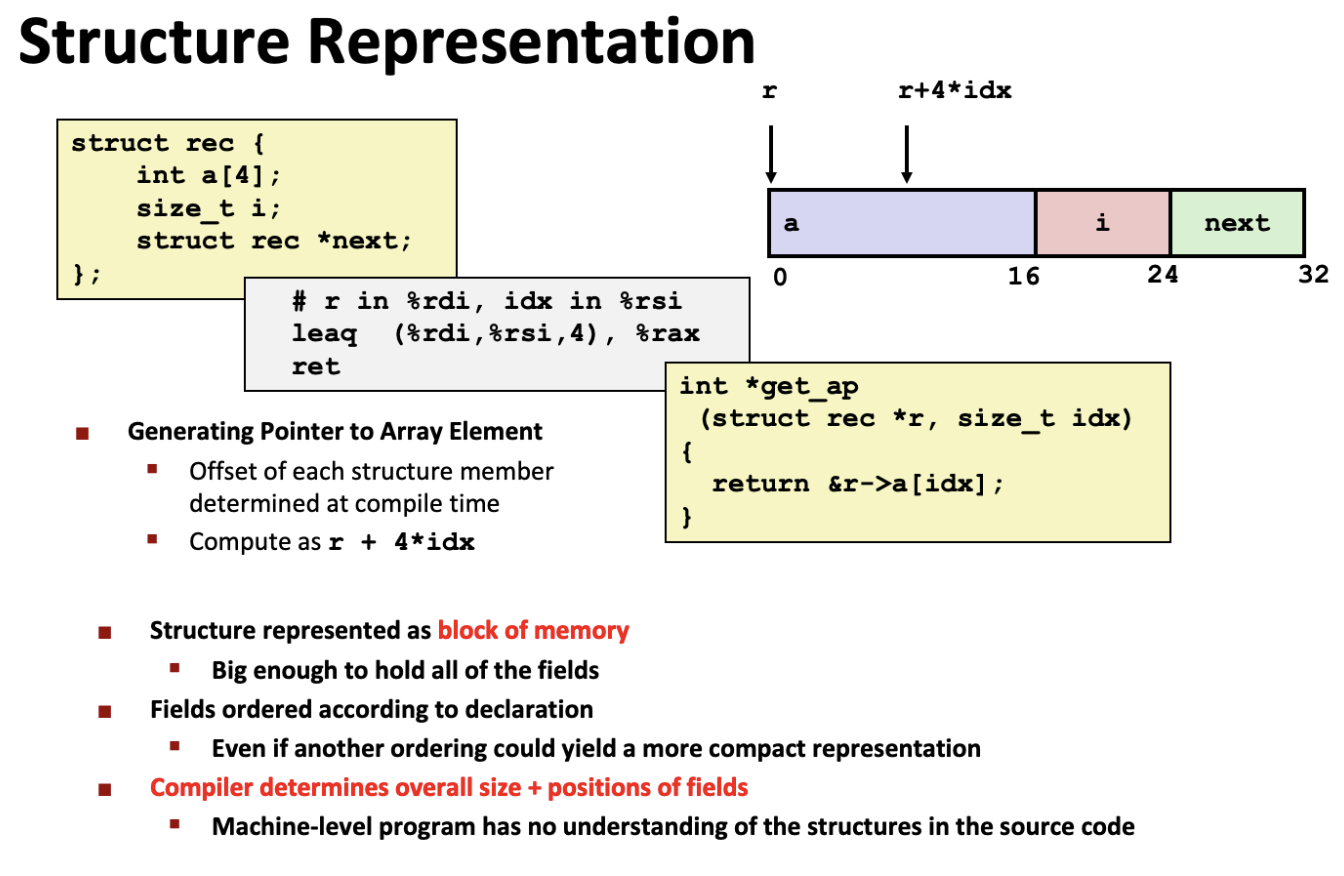 Structure Representation
r r+4*idx
struct rec {
    int a[4];
    size_t i;
    struct rec *next;
};
a i next
0 16 24 32
# r in %rdi, idx in %rsi
leaq  (%rdi,%rsi,4), %rax
ret
int *get_ap
 (struct rec *r, size_t idx)
{
  return &r->a[idx];
}
■ Generating Pointer to Array Element
▪ Offset of each structure member
determined at compile time
▪ Compute as r + 4*idx
■ Structure represented as block of memory
▪ Big enough to hold all of the fields
■ Fields ordered according to declaration
▪ Even if another ordering could yield a more compact representation
■ Compiler determines overall size + positions of fields
▪ Machine-level program has no understanding of the structures in the source code